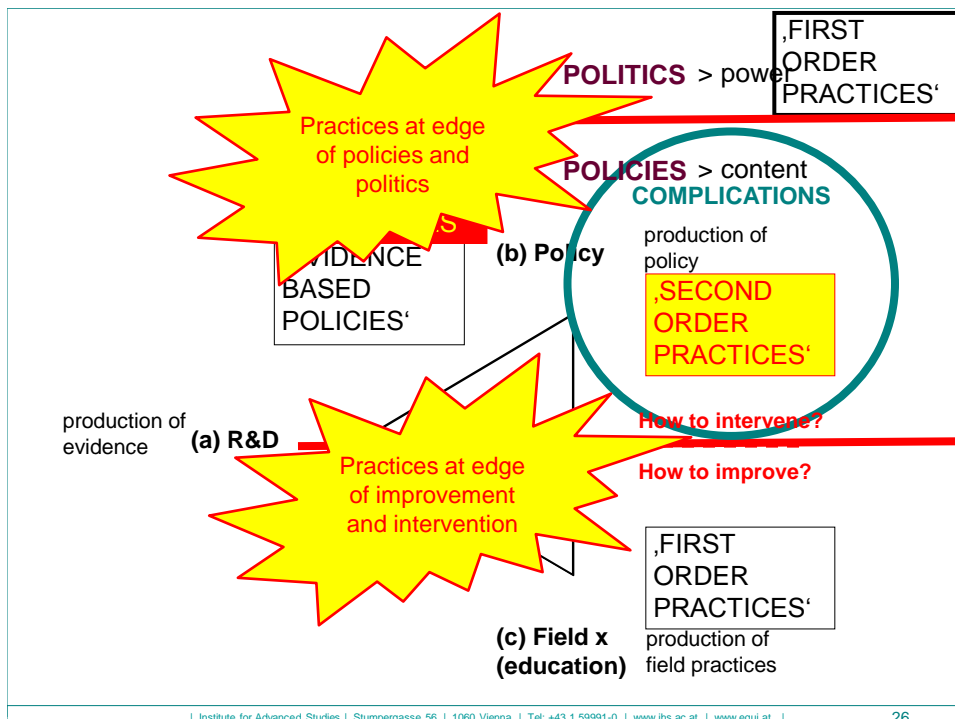 ‚FIRST
ORDER
PRACTICES‘
POLITICS > power
Practices at edge
of policies and
politics
POLICIES > content
COMPLICATIONS
(b) Policy
production of
policy
BASED
POLICIES‘
‚SECOND
ORDER
PRACTICES‘
production of
evidence
(a) R&D
How to intervene?
How to improve?
Practices at edge
of improvement
and intervention
‚FIRST
ORDER
PRACTICES‘
(c) Field x
(education)
production of
field practices
| Institute for Advanced Studies | Stumpergasse 56 | 1060 Vienna | Tel: +43 1 59991-0 | www.ihs.ac.at | www.equi.at |
26